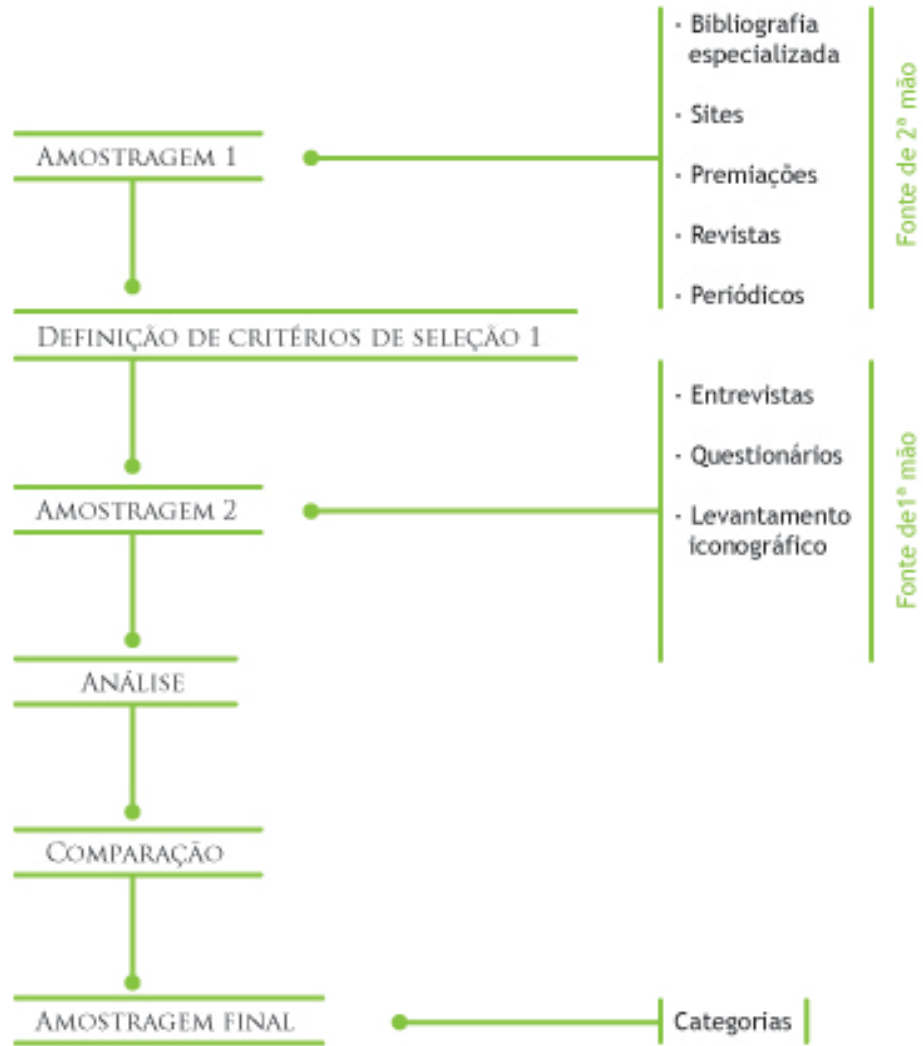 · Bibliografia
especializada
· Sites
· Premiações
· Revistas
· Periódicos
Fonte de 2ª mão
AMOSTRAGEM 1
DEFINIÇÃO DE CRITÉRIOS DE SELEÇÃO 1
· Entrevistas
· Questionários
· Levantamento
iconográfico
Fonte de1ª mão
AMOSTRAGEM 2
ANÁLISE
COMPARAÇÃO
AMOSTRAGEM FINAL
Categorias